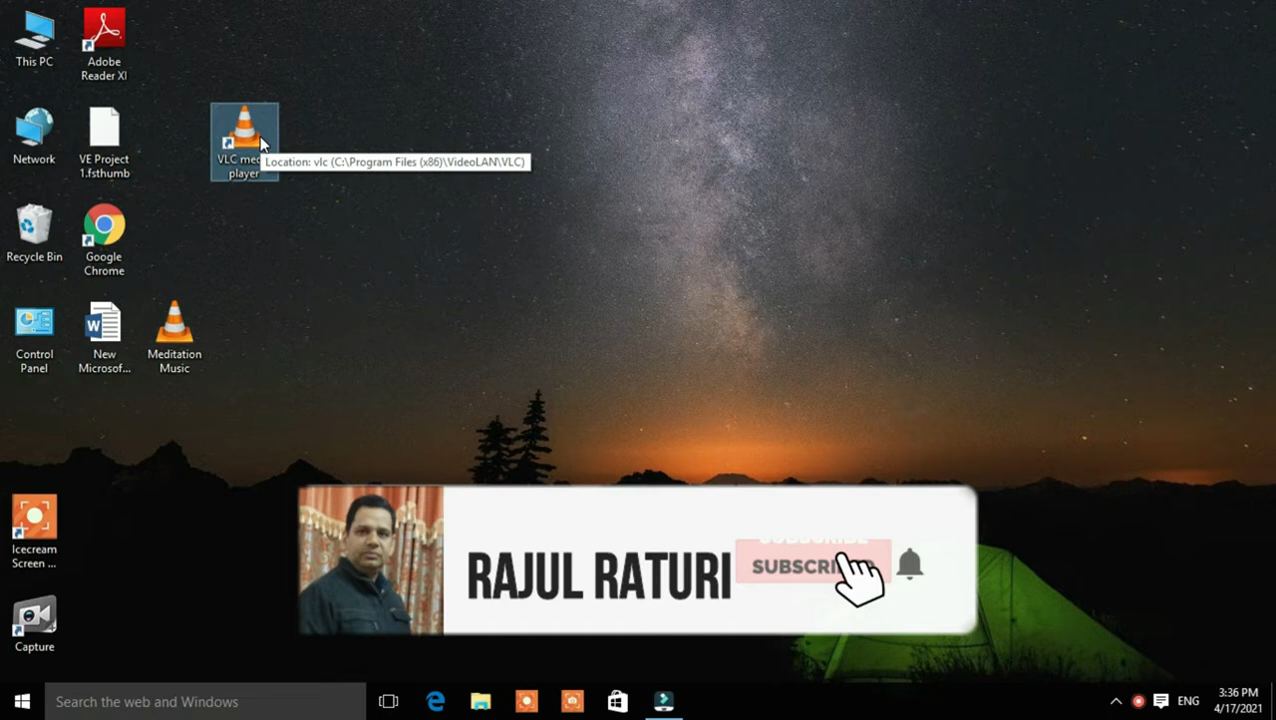 This PC
Adobe
Reader XI
Network
VE Project
1.fsthumb
VLC med
player
Location: vlc (C:\Program Files (x86)\VideoLAN\VLC)
Recycle Bin
Google
Chrome
Control
Panel
New
Microsof...
Meditation
Music
Icecream
Screen ...
Capture
RAJUL RATURI
SUBSCRIBE
Search the web and Windows
ENG
3:36 PM
4/17/2021